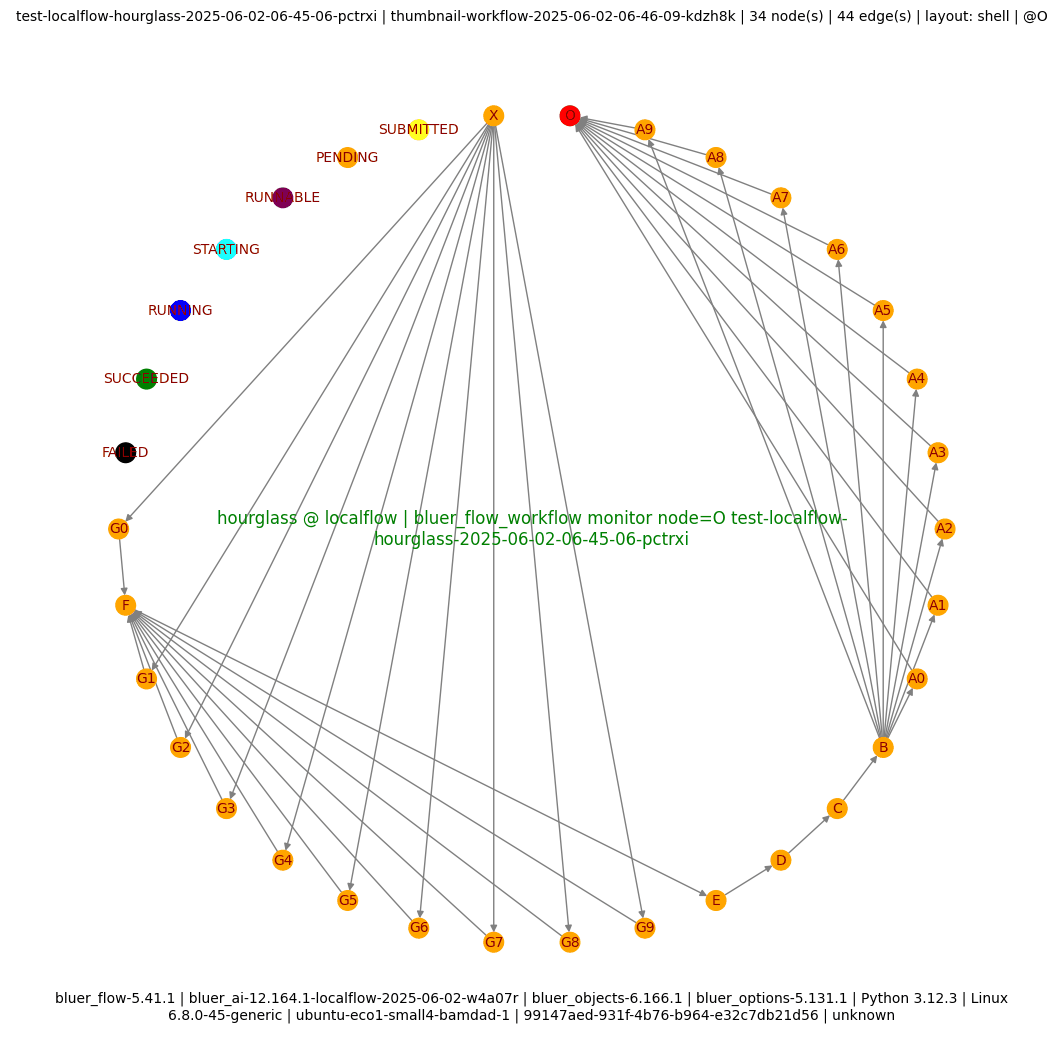 test-localflow-hourglass-2025-06-02-06-45-06-pctrxi | thumbnail-workflow-2025-06-02-06-46-09-kdzh8k | 34 node(s) | 44 edge(s) | layout: shell | @O
X
O
SUBMITTED
A9
PENDING
A8
RUNNABLE
A7
STARTING
A6
RUNNING
A5
SUCCEEDED
A4
FAILED
A3
hourglass @ localflow | bluer_flow_workflow monitor node=O test-localflow-
hourglass-2025-06-02-06-45-06-pctrxi
G0
A2
F
A1
G1
A0
G2
B
G3
C
G4
D
G5
E
G6
G9
G7
G8
bluer_flow-5.41.1 | bluer_ai-12.164.1-localflow-2025-06-02-w4a07r | bluer_objects-6.166.1 | bluer_options-5.131.1 | Python 3.12.3 | Linux
6.8.0-45-generic | ubuntu-eco1-small4-bamdad-1 | 99147aed-931f-4b76-b964-e32c7db21d56 | unknown